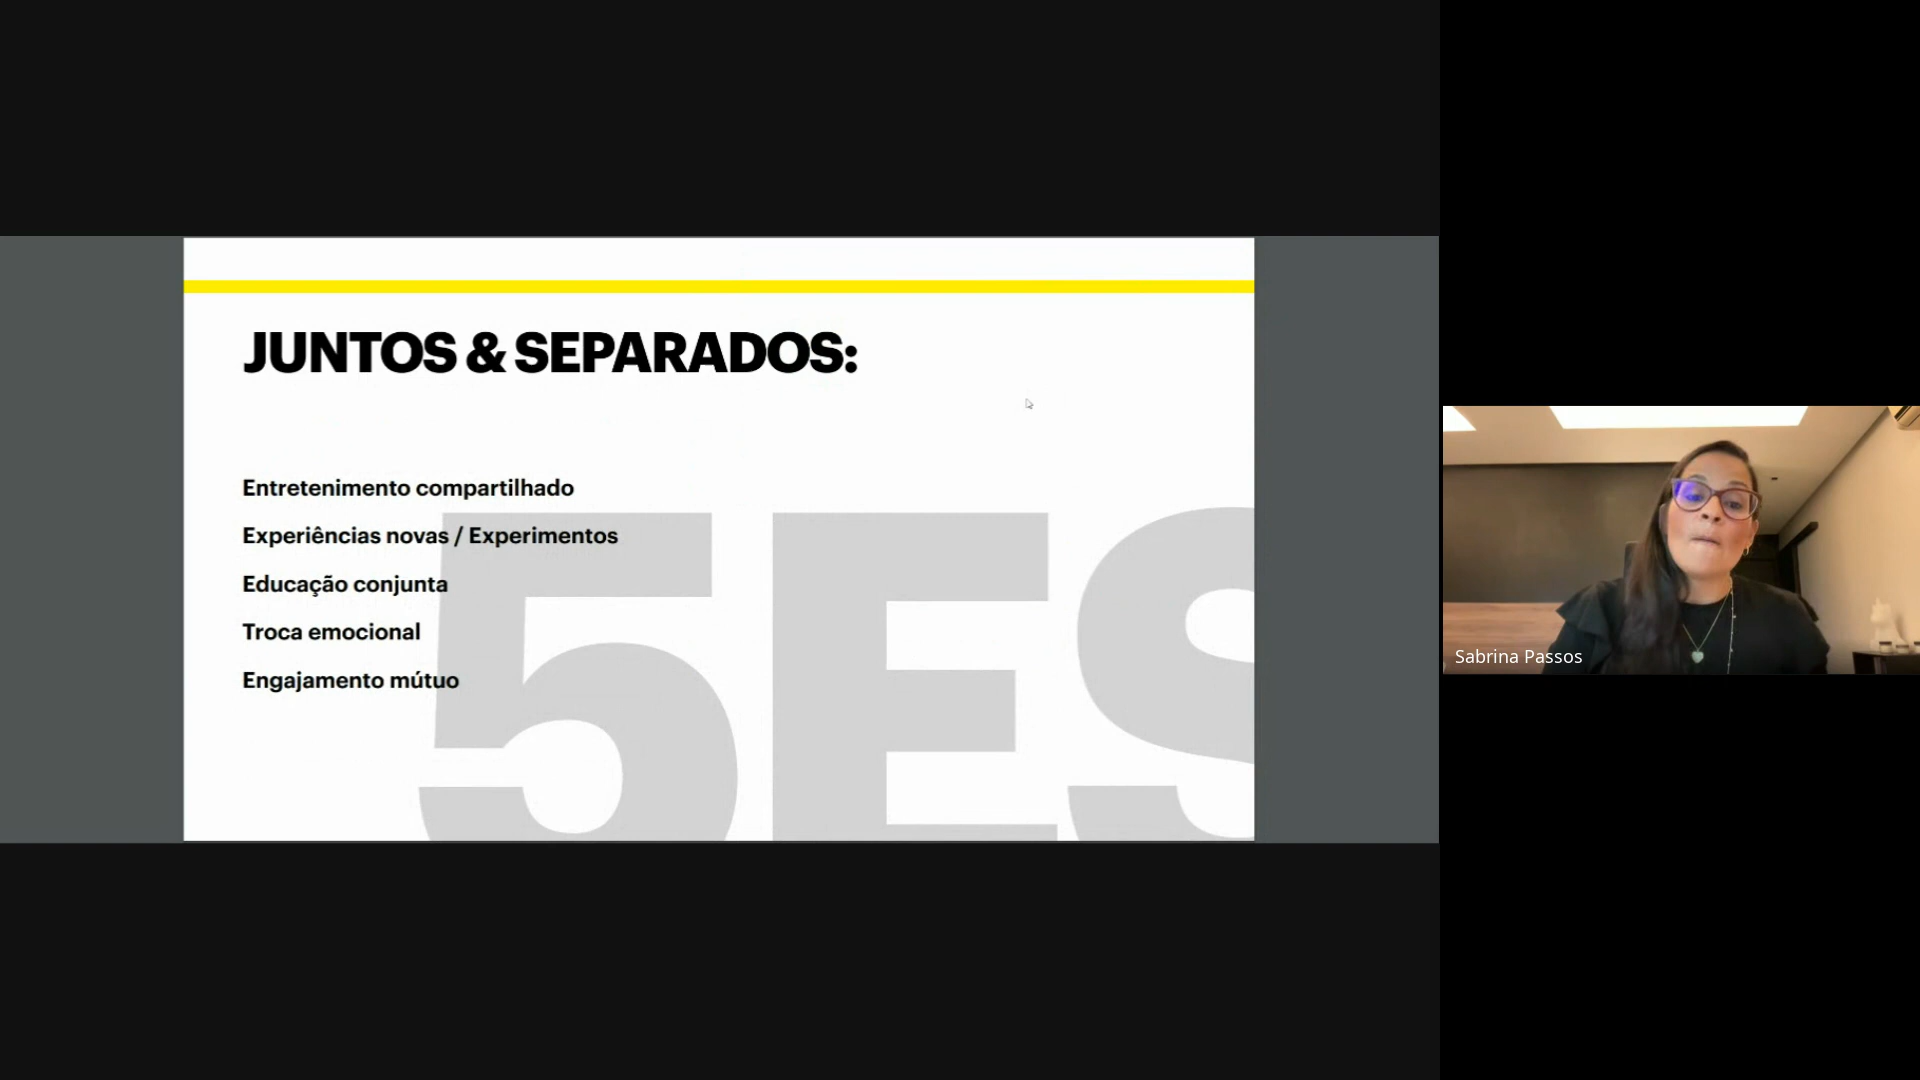 JUNTOS & SEPARADOS:
Entretenimento compartilhado
Experiências novas / Experimentos
Educação conjunta
Troca emocional
Engajamento mútuo
5ES
Sabrina Passos